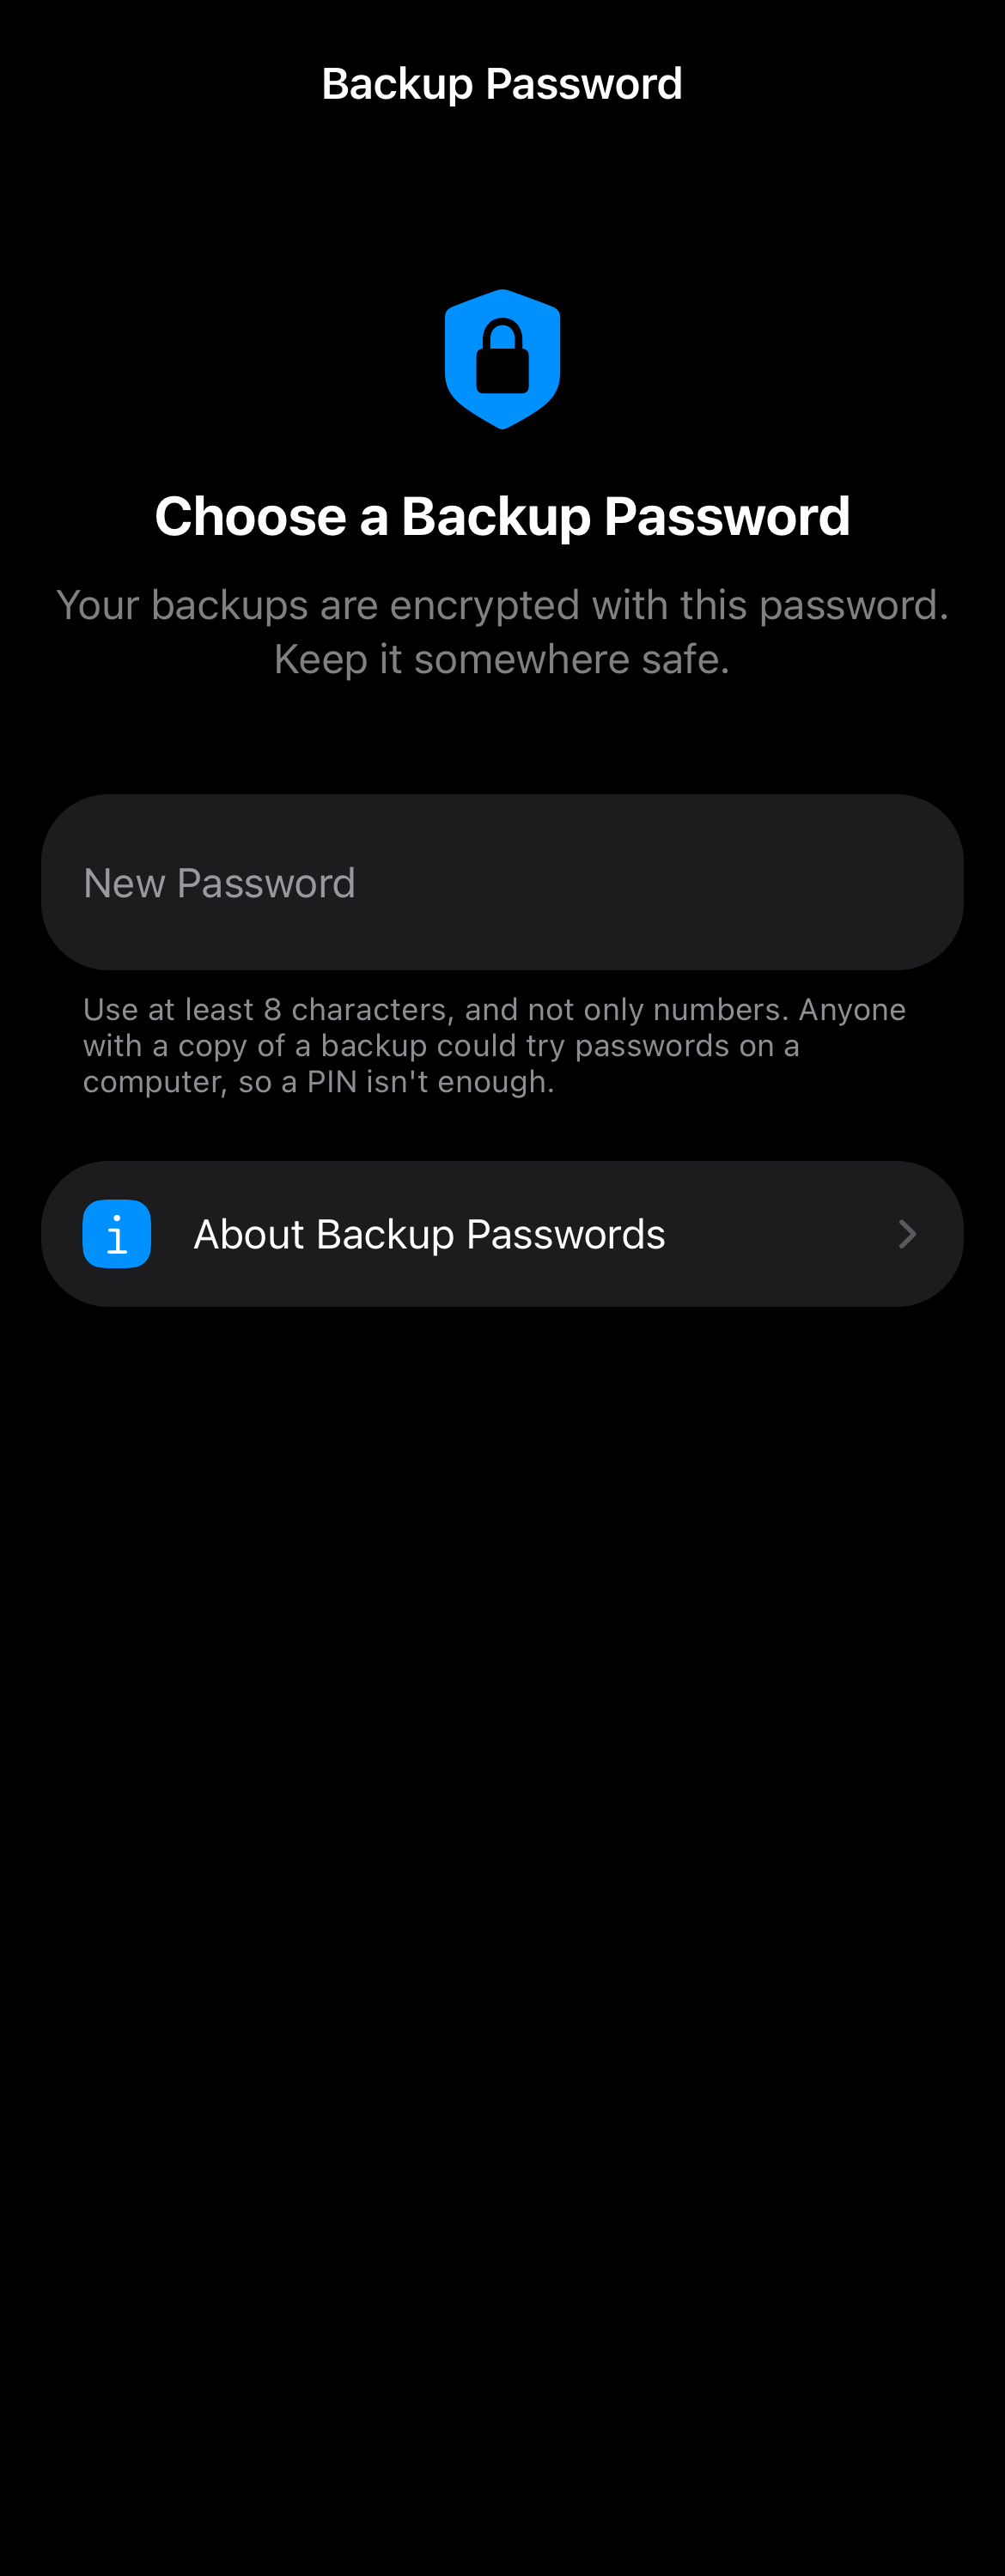 Backup Password
Choose a Backup Password
Your backups are encrypted with this password.
Keep it somewhere safe.
New Password
Use at least 8 characters, and not only numbers. Anyone
with a copy of a backup could try passwords on a
computer, so a PIN isn't enough.
About Backup Passwords